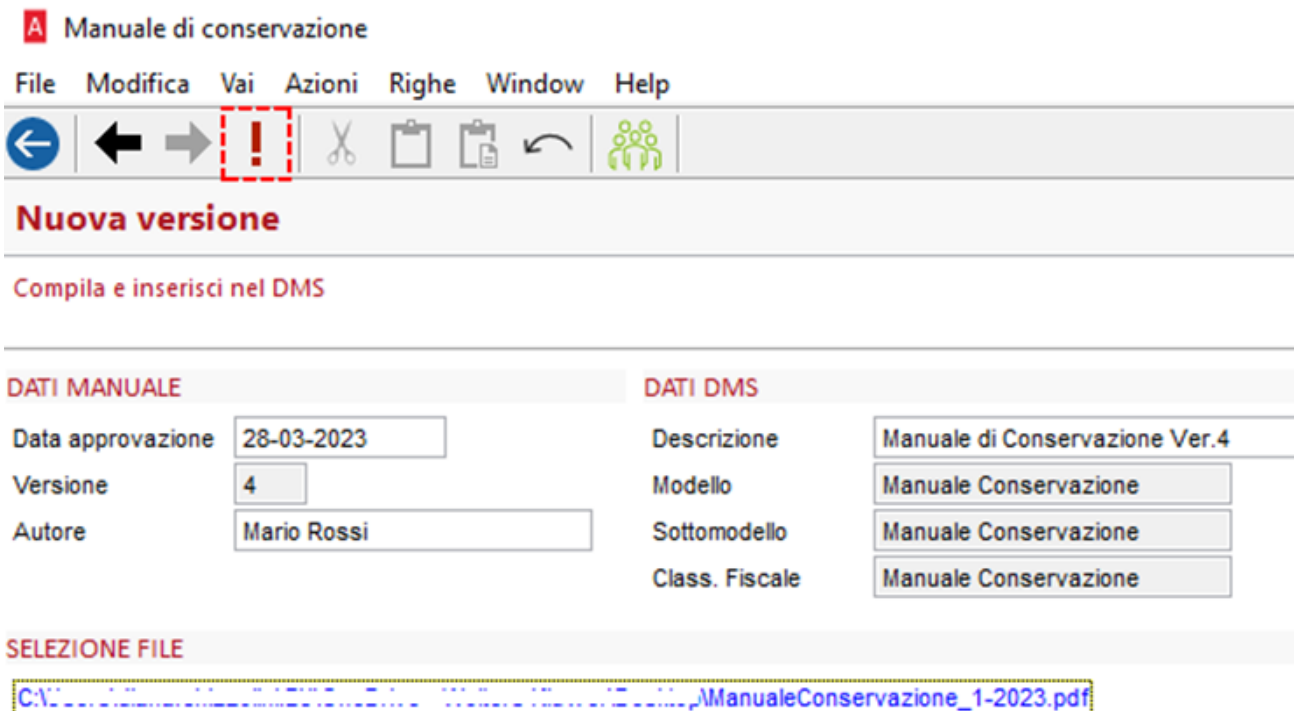 A Manuale di conservazione
File Modifica Vai Azioni Righe Window Help
Nuova versione
Compila e inserisci nel DMS
DATI MANUALE DATI DMS
Data approvazione 28-03-2023 Descrizione Manuale di Conservazione Ver.4
Versione 4 Modello Manuale Conservazione
Autore Mario Rossi Sottomodello Manuale Conservazione
Class. Fiscale Manuale Conservazione
SELEZIONE FILE
C:\ \ManualeConservazione_1-2023.pdf